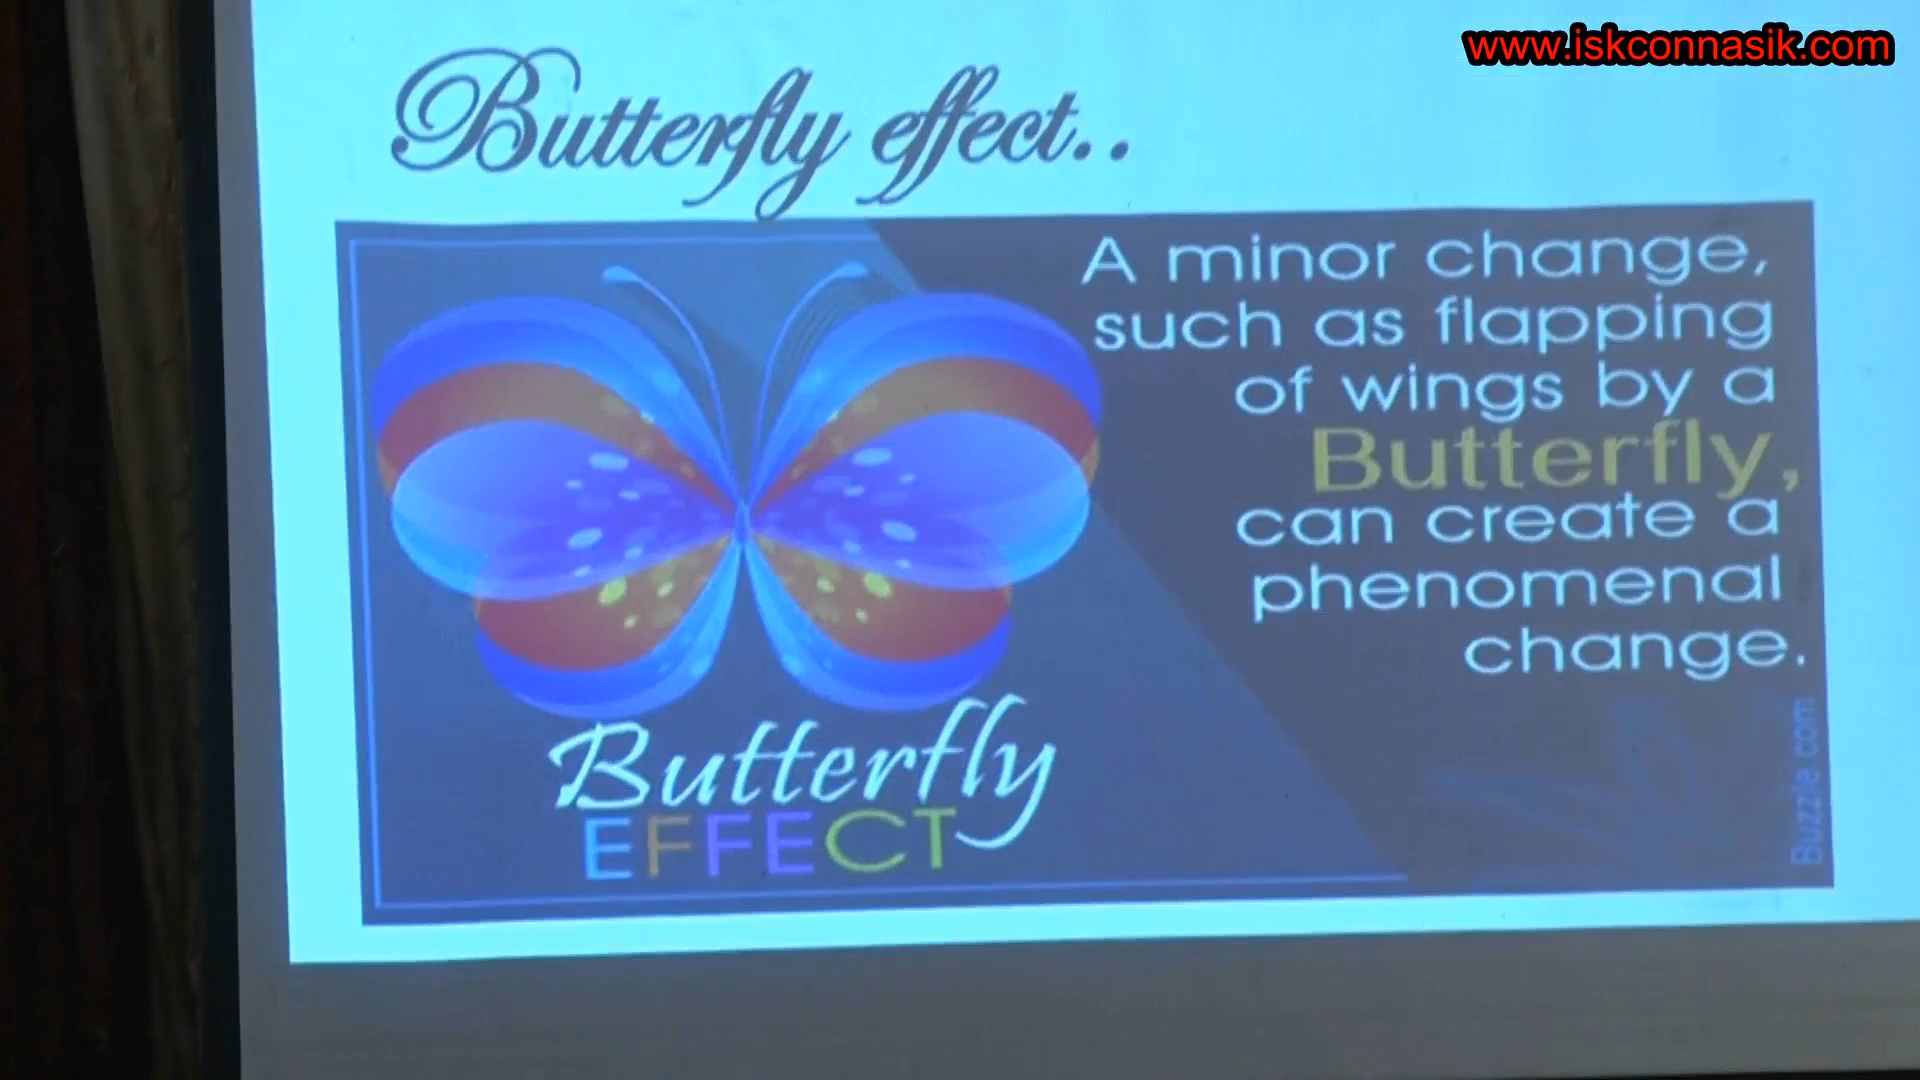 www.iskconnasik.com
Butterfly effect..
A minor change,
such as flapping
of wings by a
Butterfly,
can create a
phenomenal
change.
Butterfly
EFFECT
Buzzle.com